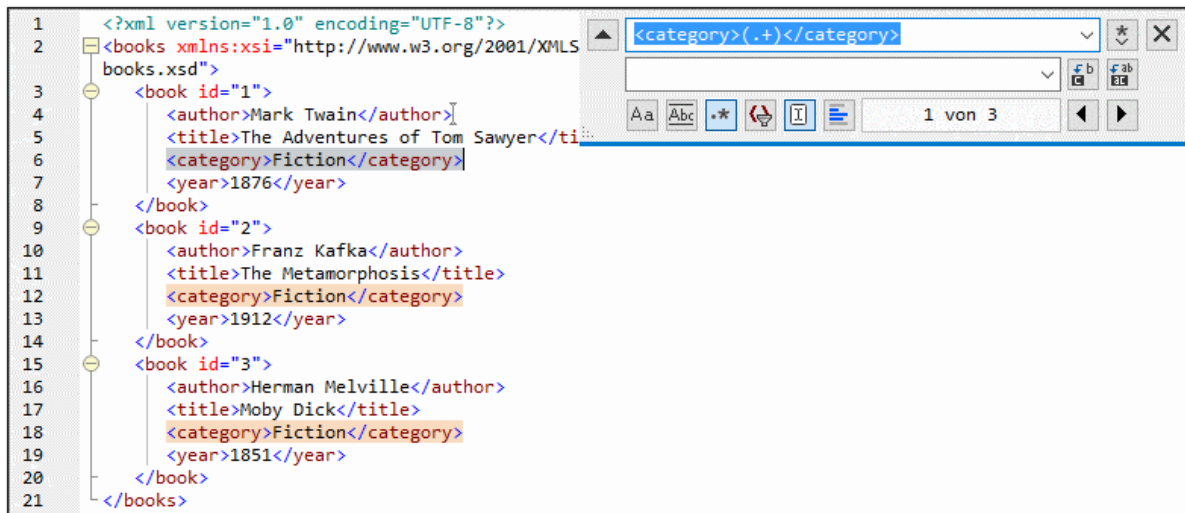 1 <?xml version="1.0" encoding="UTF-8"?>
2 <books xmlns:xsi="http://www.w3.org/2001/XMLS
books.xsd">
3 <book id="1">
4 <author>Mark Twain</author>
5 <title>The Adventures of Tom Sawyer</ti
6 <category>Fiction</category>
7 <year>1876</year>
8 </book>
9 <book id="2">
10 <author>Franz Kafka</author>
11 <title>The Metamorphosis</title>
12 <category>Fiction</category>
13 <year>1912</year>
14 </book>
15 <book id="3">
16 <author>Herman Melville</author>
17 <title>Moby Dick</title>
18 <category>Fiction</category>
19 <year>1851</year>
20 </book>
21 </books>
<category>(.+)</category>
Aa Abc .* 1 von 3